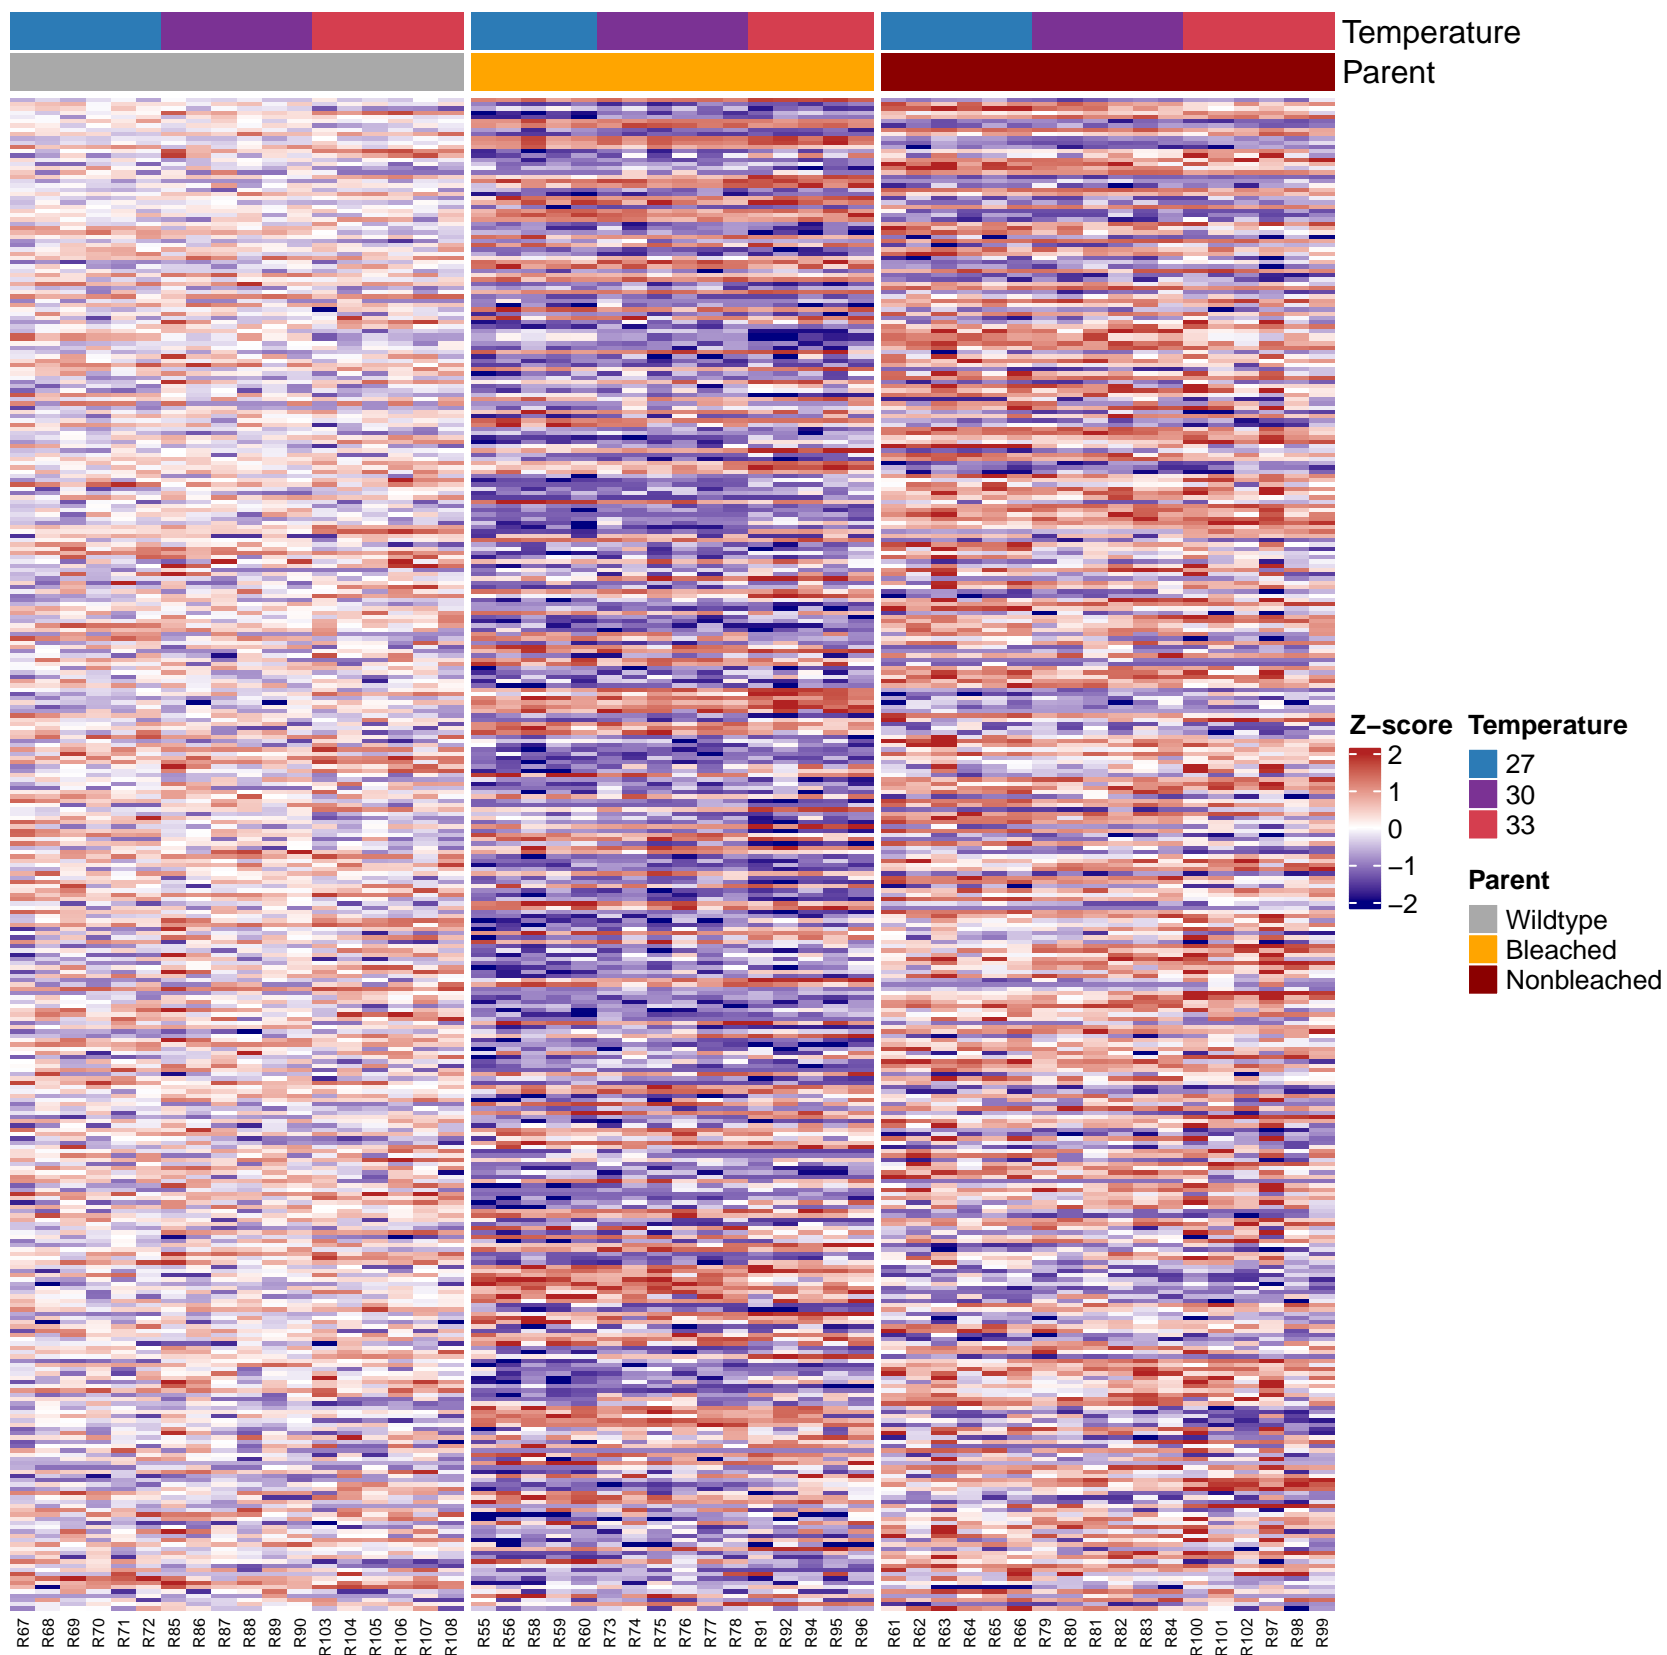 Temperature
Parent
Z−score
2
1
0
−1
−2
Temperature
27
30
33
Parent
Wildtype
Bleached
Nonbleached
R67 R68 R69 R70 R71 R72 R85 R86 R87 R88 R89 R90 R103 R104 R105 R106 R107 R108 R55 R56 R58 R59 R60 R73 R74 R75 R76 R77 R78 R91 R92 R94 R95 R96 R61 R62 R63 R64 R65 R66 R79 R80 R81 R82 R83 R84 R100 R101 R102 R97 R98 R99